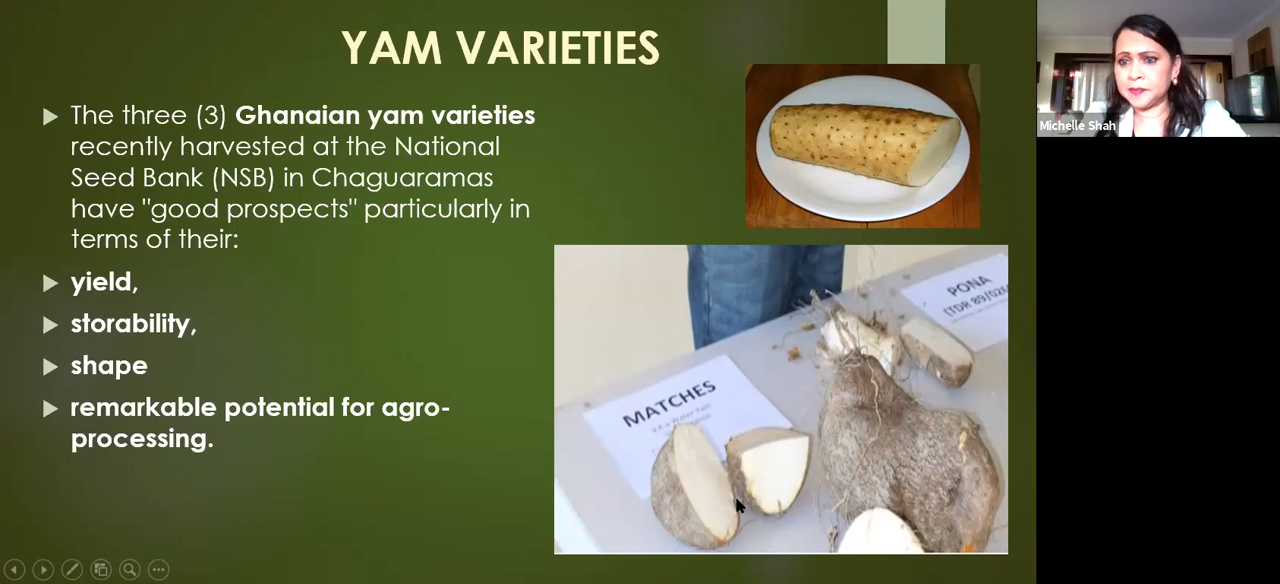 YAM VARIETIES
The three (3) Ghanaian yam varieties
recently harvested at the National
Seed Bank (NSB) in Chaguaramas
have "good prospects" particularly in
terms of their:
yield,
storability,
shape
remarkable potential for agro-
processing.
MATCHES
PONA
Michelle Shah